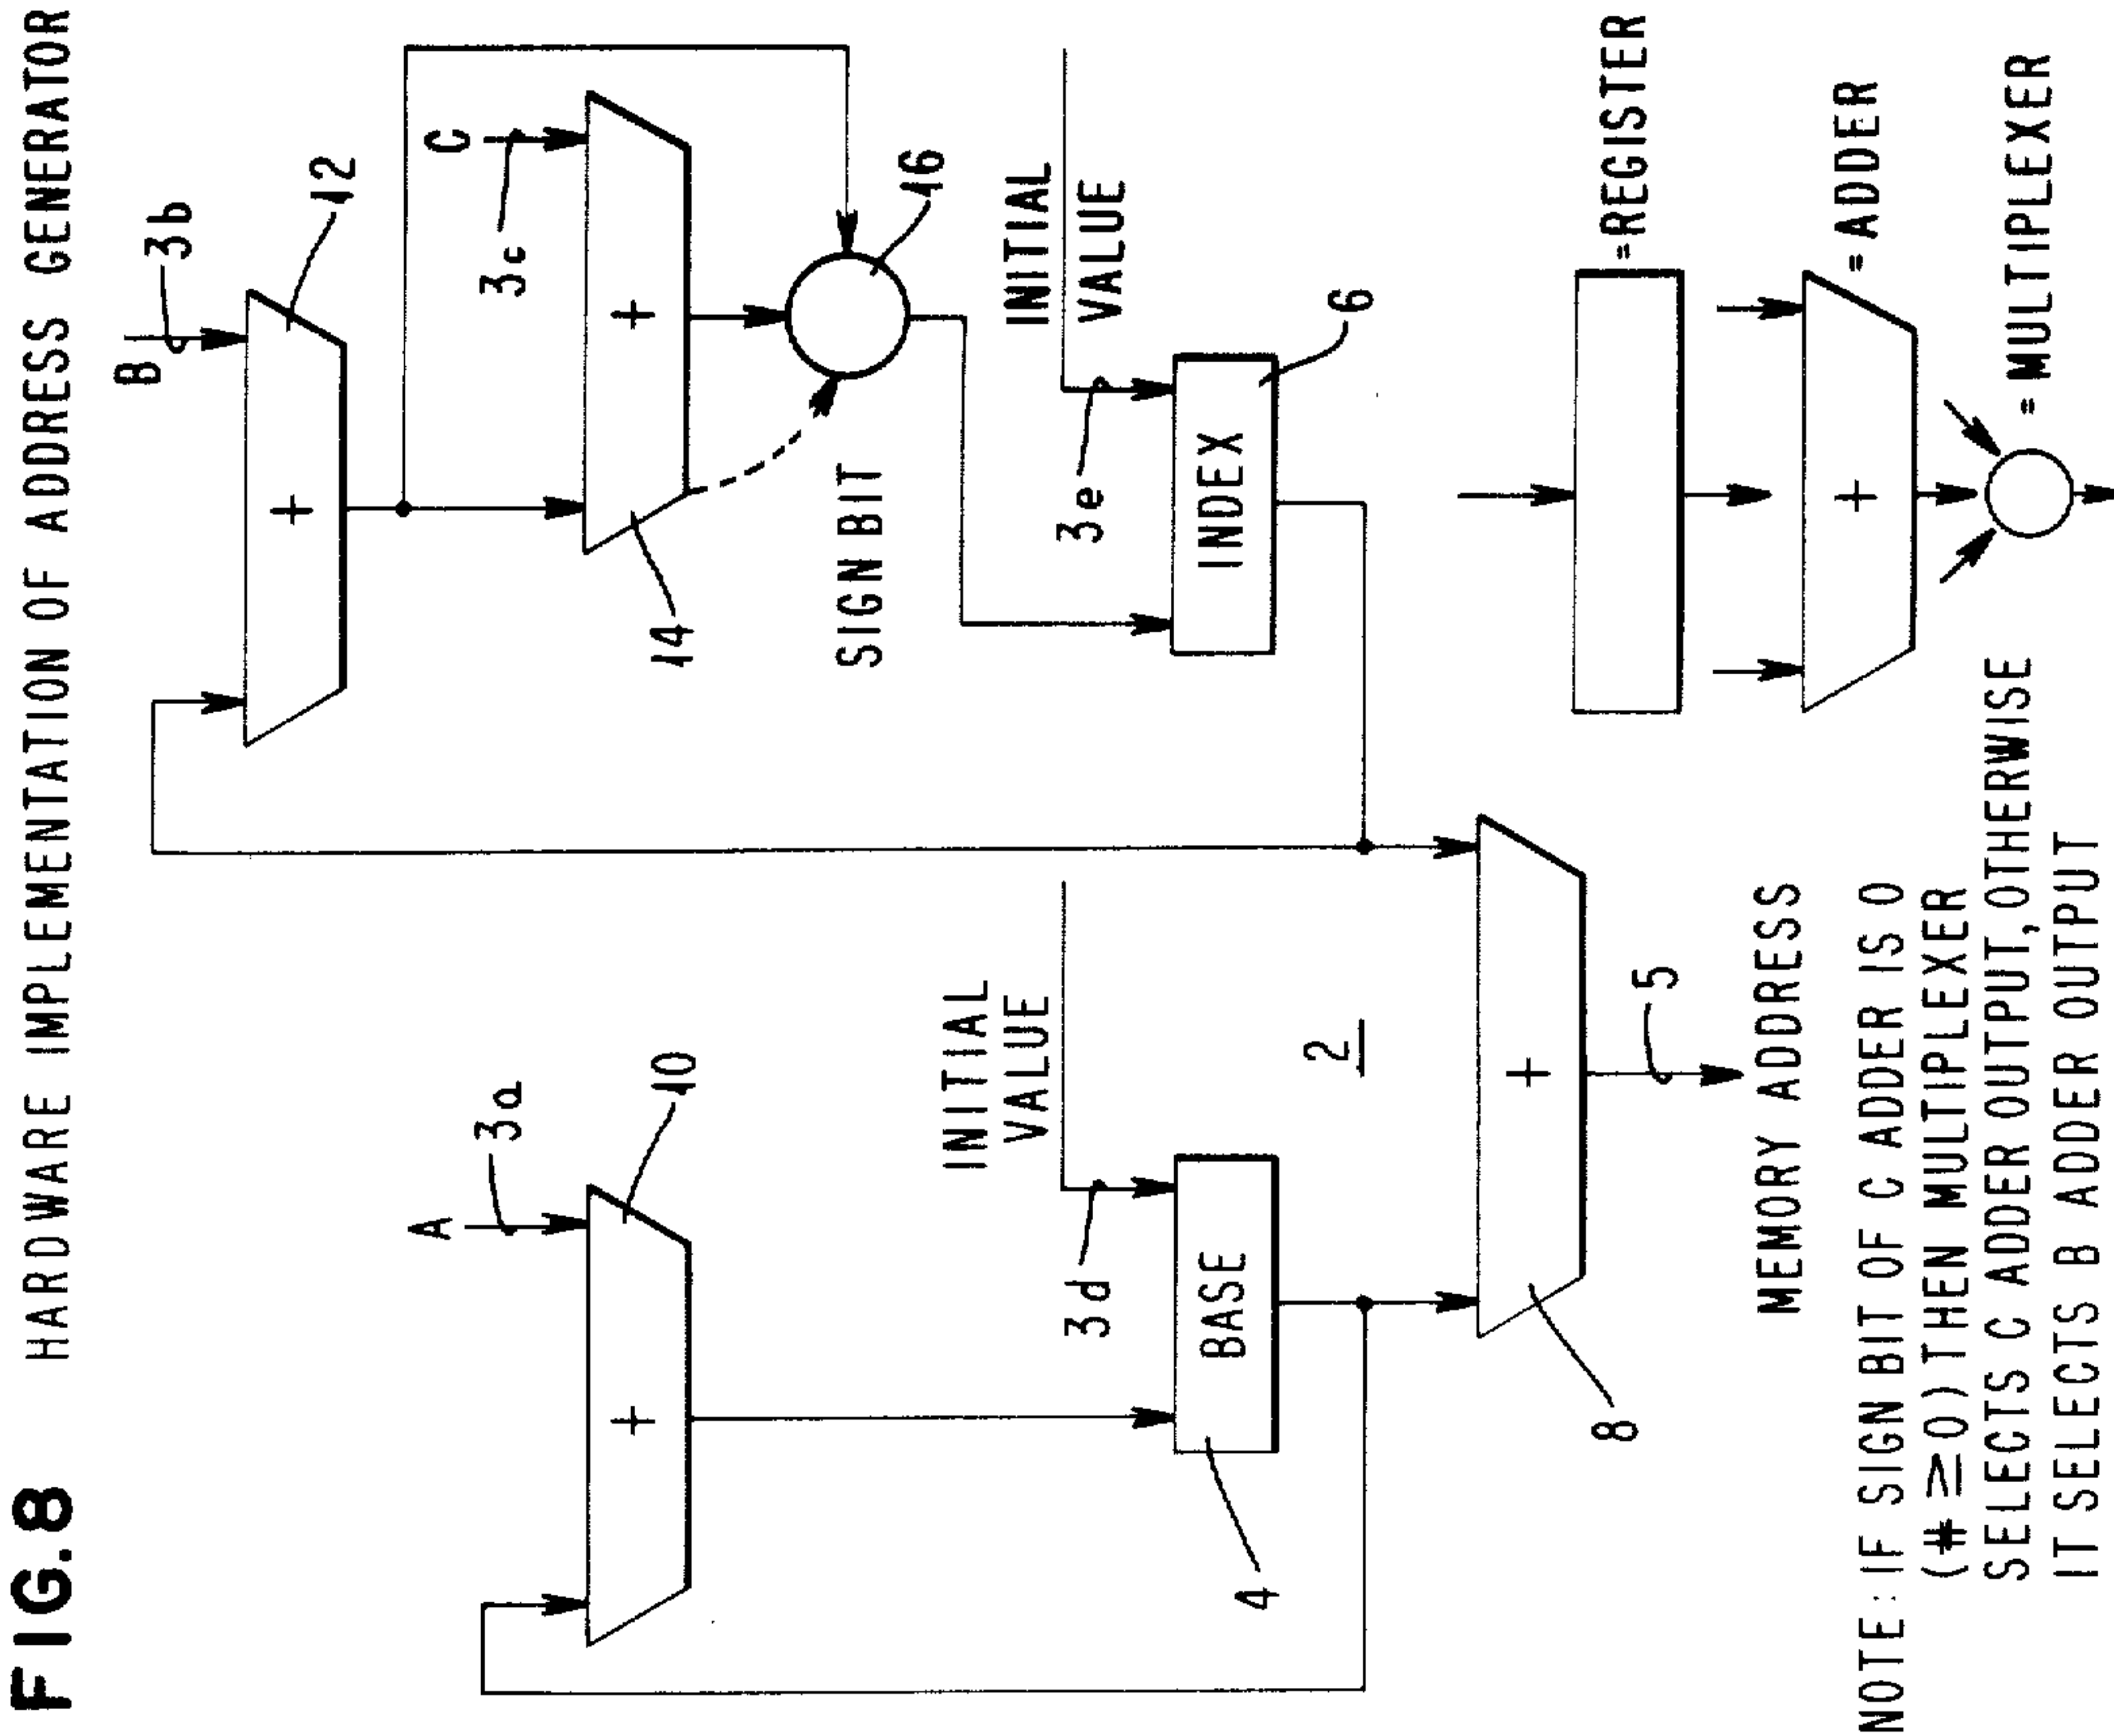 FIG.8 HARDWARE IMPLEMENTATION OF ADDRESS GENERATOR
B
3b
12
+
A
3a
10
+
C
3c
+
14
16
SIGN BIT
INITIAL
VALUE
3d
BASE
4
INITIAL
VALUE
3e
INDEX
6
2
+
8
5
MEMORY ADDRESS
=REGISTER
+
=ADDER
=MULTIPLEXER
NOTE: IF SIGN BIT OF C ADDER IS 0
(# ≥0) THEN MULTIPLEXER
SELECTS C ADDER OUTPUT, OTHERWISE
IT SELECTS B ADDER OUTPUT